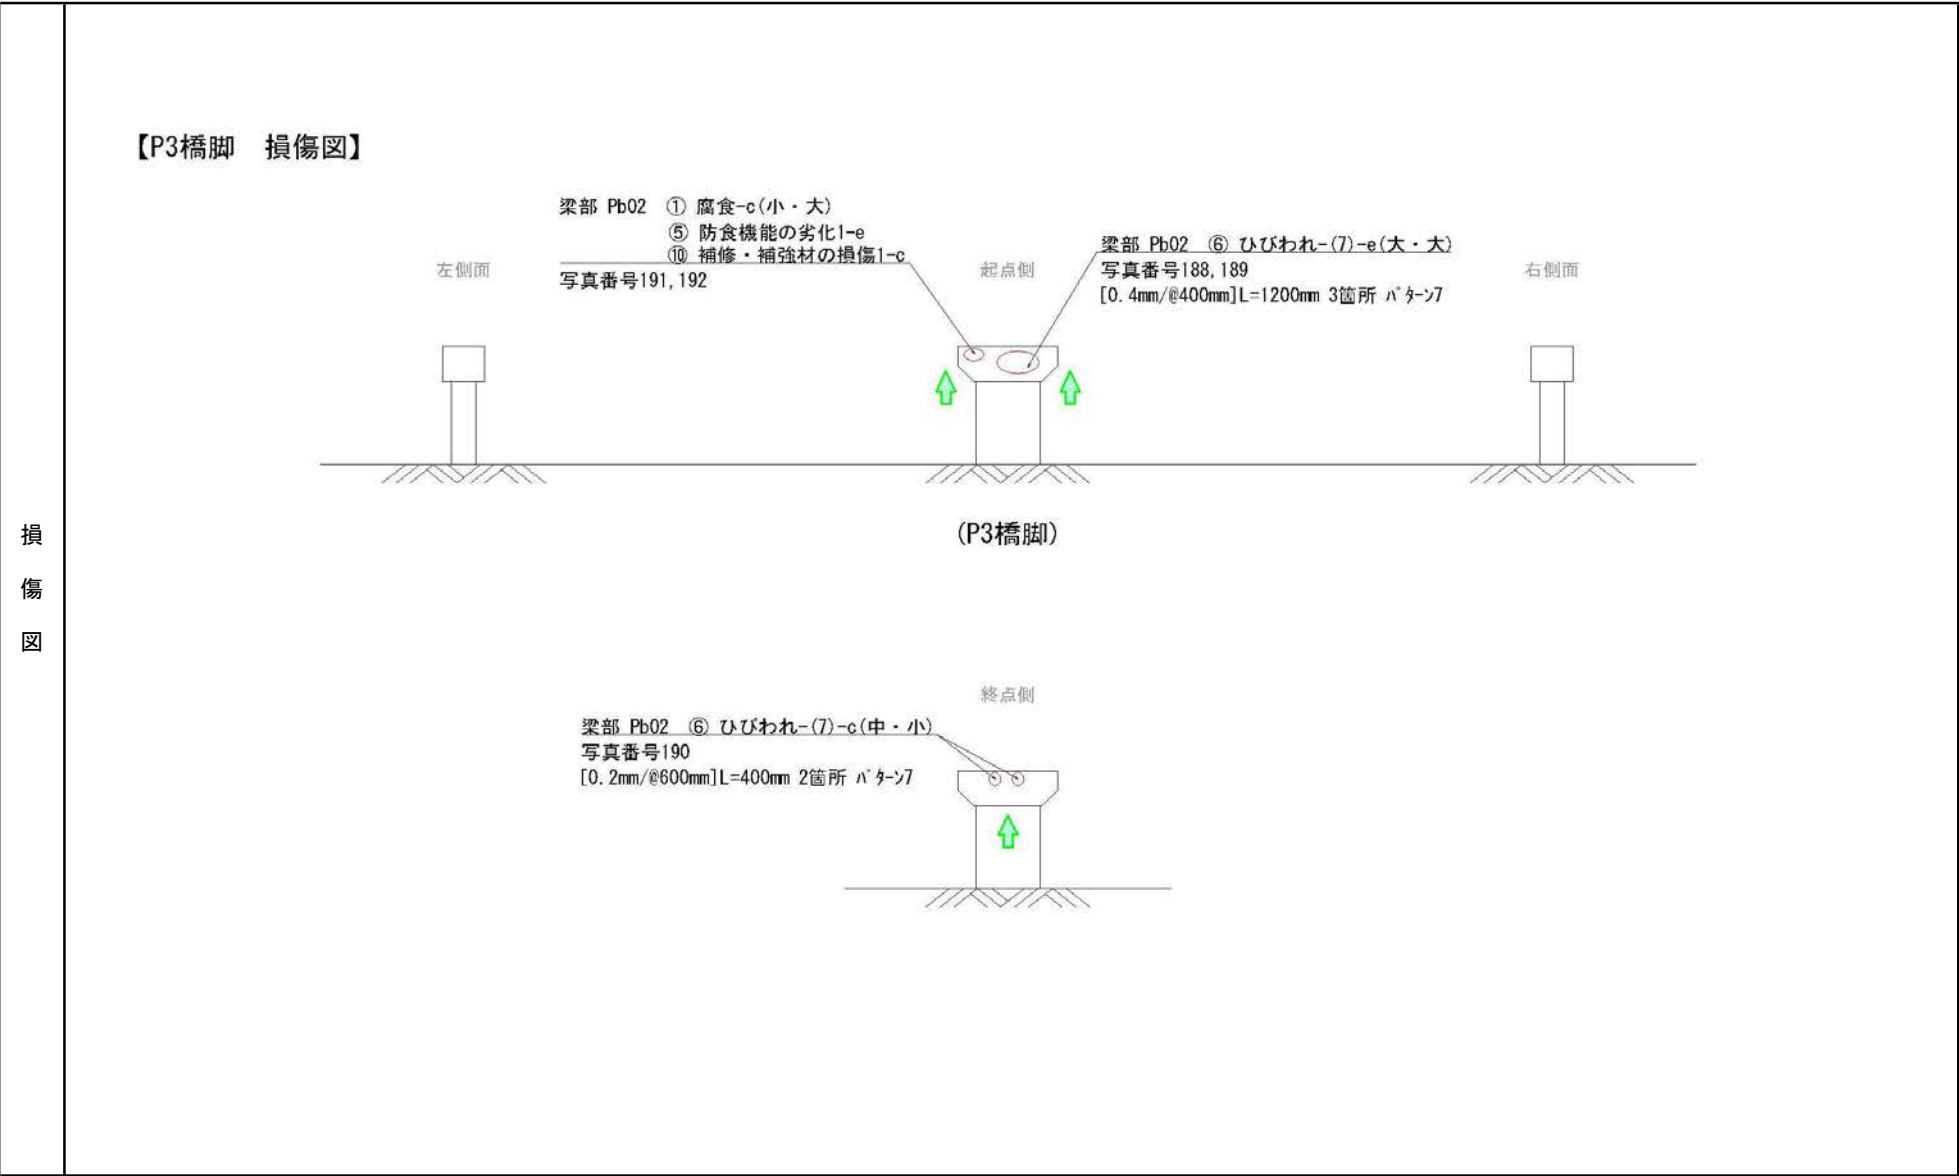 【P3橋脚　損傷図】
梁部 Pb02　① 腐食-c(小・大)
⑤ 防食機能の劣化1-e
⑩ 補修・補強材の損傷1-c
写真番号191,192
梁部 Pb02　⑥ ひびわれ-(7)-e(大・大)
写真番号188,189
[0.4mm/@400mm]L=1200mm 3箇所 ﾊﾟﾀｰﾝ7
左側面
起点側
右側面
(P3橋脚)
損
傷
図
終点側
梁部 Pb02　⑥ ひびわれ-(7)-c(中・小)
写真番号190
[0.2mm/@600mm]L=400mm 2箇所 ﾊﾟﾀｰﾝ7